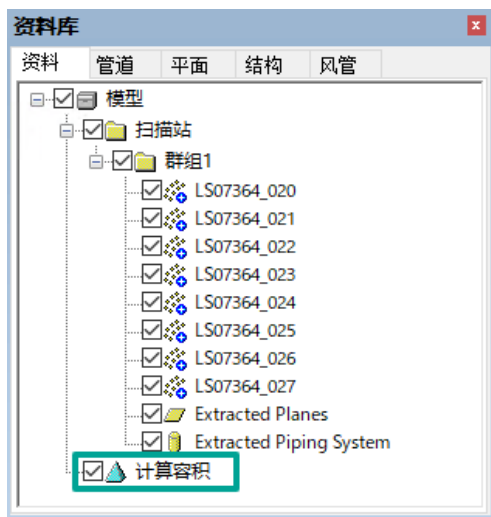 资料库
资料 管道 平面 结构 风管
模型
扫描站
群组1
LS07364_020
LS07364_021
LS07364_022
LS07364_023
LS07364_024
LS07364_025
LS07364_026
LS07364_027
Extracted Planes
Extracted Piping System
计算容积